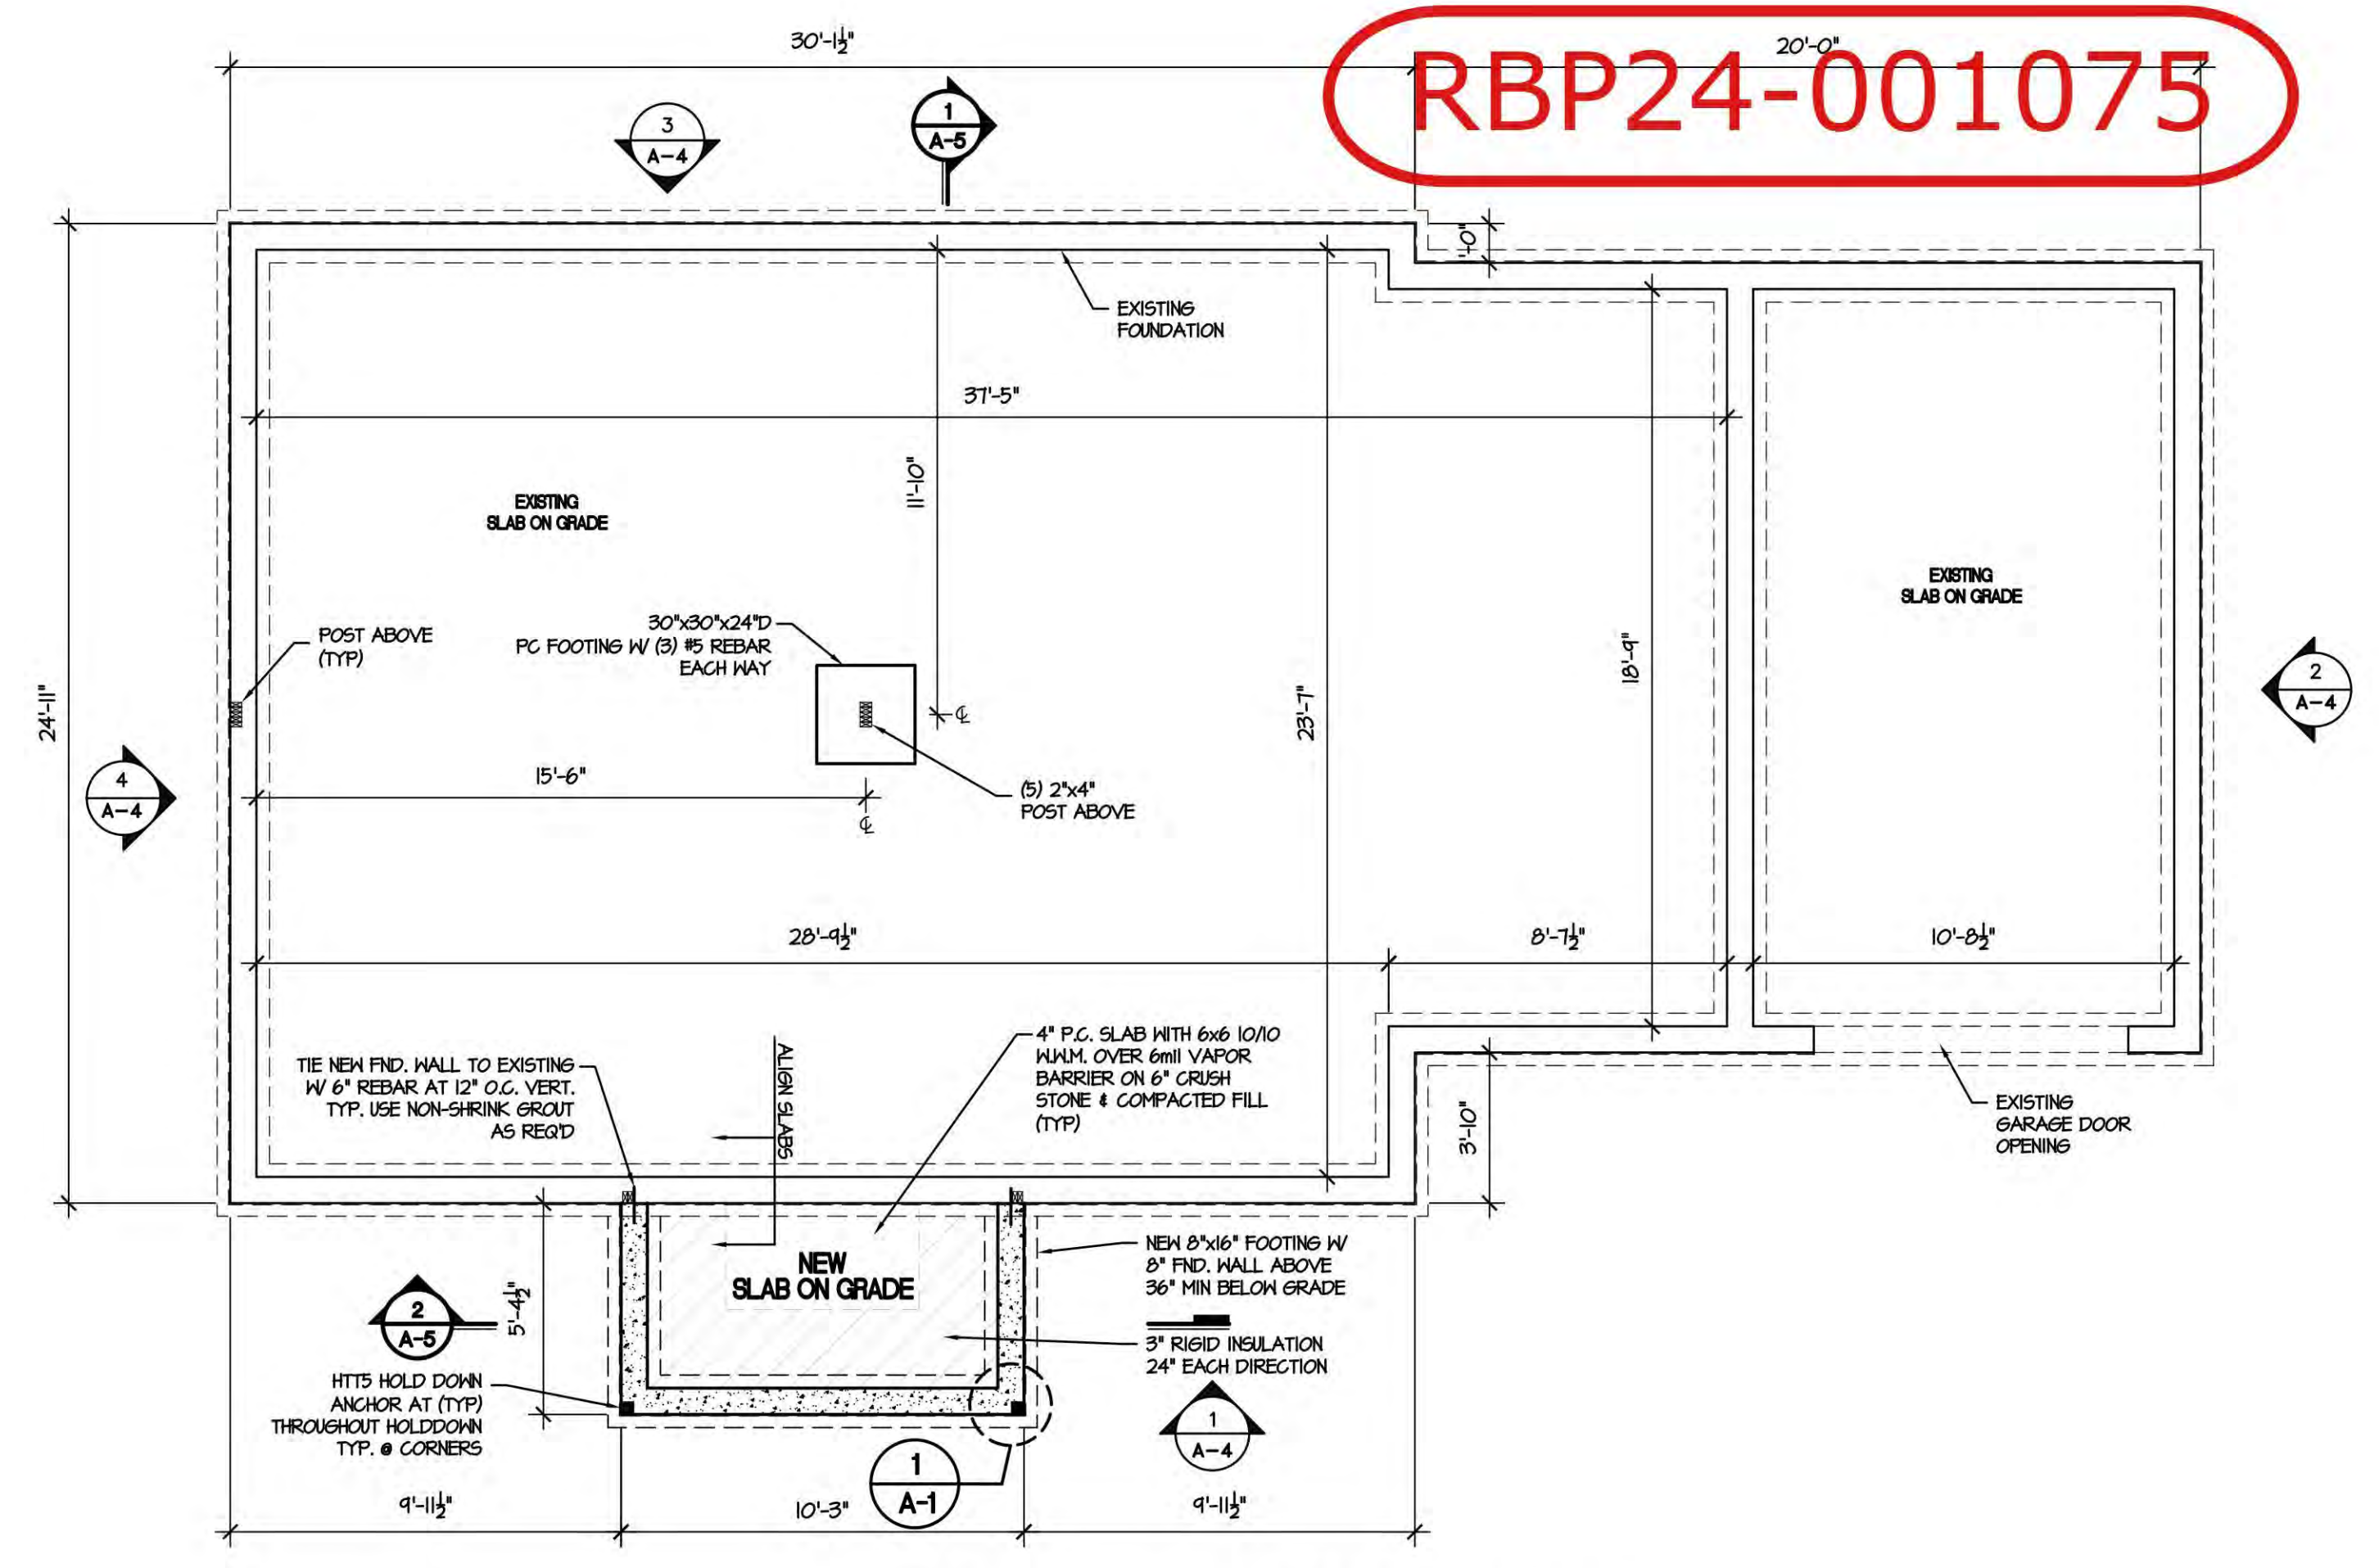 30'-1½"
20'-0"
RBP24-001075
3
A-4
1
A-5
'-0"
EXISTING
FOUNDATION
37'-5"
11'-10"
EXISTING
SLAB ON GRADE
EXISTING
SLAB ON GRADE
POST ABOVE
(TYP)
30"x30"x24"D
PC FOOTING W/ (3) #5 REBAR
EACH WAY
24'-11"
23'-7"
18'-9"
2
A-4
℄
4
A-4
15'-6"
℄
(5) 2"x4"
POST ABOVE
28'-9½"
8'-7½"
10'-8½"
TIE NEW FND. WALL TO EXISTING
W/ 6" REBAR AT 12" O.C. VERT.
TYP. USE NON-SHRINK GROUT
AS REQ'D
ALIGN SLABS
4" P.C. SLAB WITH 6x6 10/10
W.W.M. OVER 6mil VAPOR
BARRIER ON 6" CRUSH
STONE & COMPACTED FILL
(TYP)
3'-10"
EXISTING
GARAGE DOOR
OPENING
NEW
SLAB ON GRADE
NEW 8"x16" FOOTING W/
8" FND. WALL ABOVE
36" MIN BELOW GRADE
2
A-5
5'-4½"
3" RIGID INSULATION
24" EACH DIRECTION
HTT5 HOLD DOWN
ANCHOR AT (TYP)
THROUGHOUT HOLDDOWN
TYP. @ CORNERS
1
A-4
1
A-1
9'-11½"
10'-3"
9'-11½"